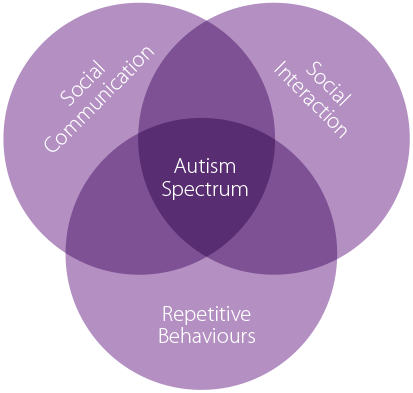 Social
Communication
Social
Interaction
Autism
Spectrum
Repetitive
Behaviours